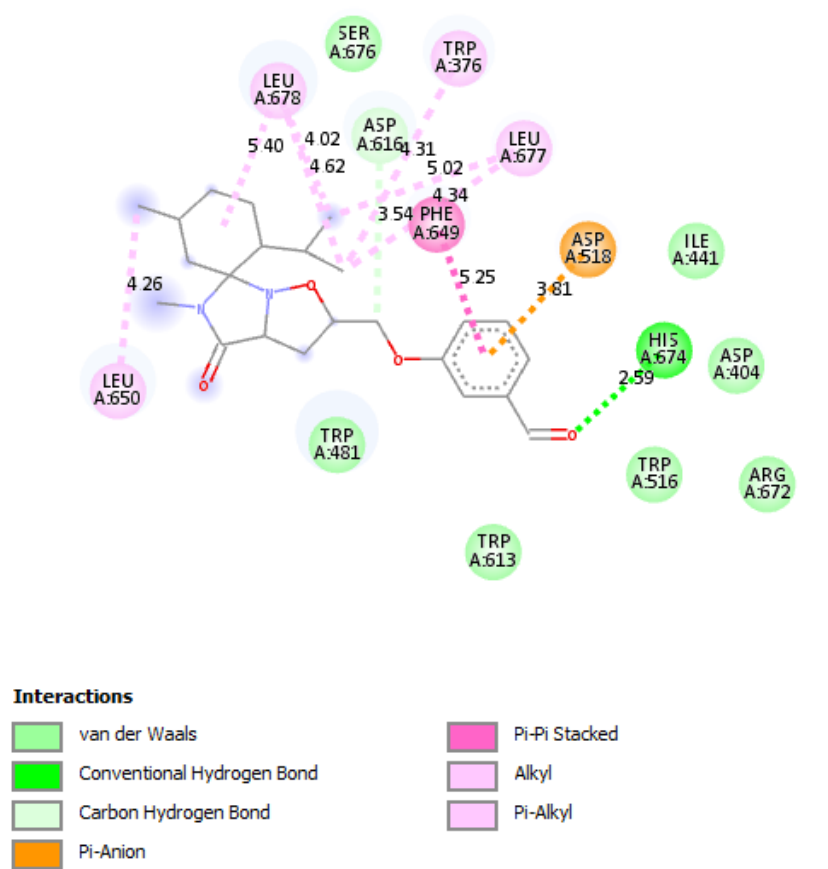 SER
A:676
TRP
A:376
LEU
A:678
ASP
A:616
LEU
A:677
5.40
4.02
4.62
4.31
5.02
4.34
3.54
PHE
A:649
ASP
A:518
ILE
A:441
4.26
N
N
O
O
5.25
3.81
HIS
A:674
ASP
A:404
LEU
A:650
O
O
2.59
O
TRP
A:481
TRP
A:516
ARG
A:672
TRP
A:613
Interactions
van der Waals
Conventional Hydrogen Bond
Carbon Hydrogen Bond
Pi-Anion
Pi-Pi Stacked
Alkyl
Pi-Alkyl